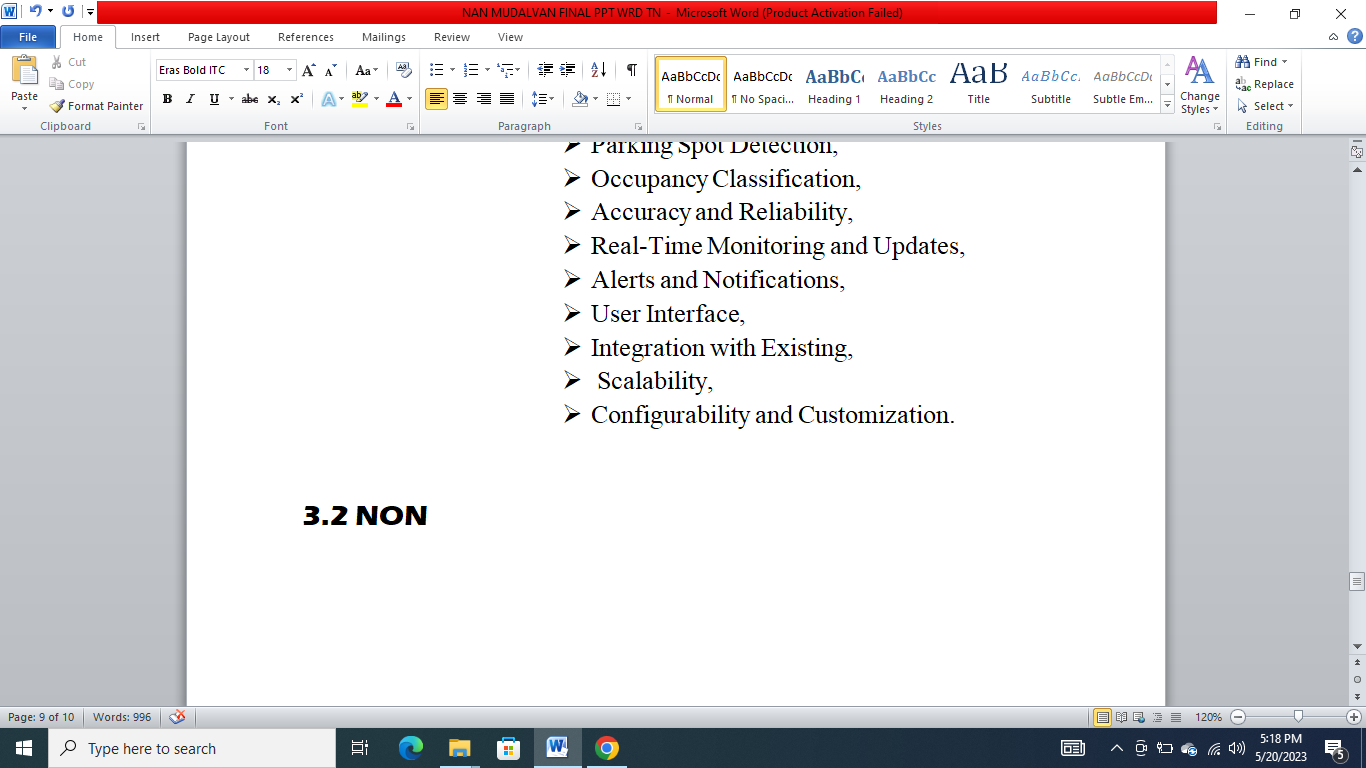 NAN MUDALVAN FINAL PPT WRD TN - Microsoft Word (Product Activation Failed)
File Home Insert Page Layout References Mailings Review View
Paste
Cut
Copy
Format Painter
Clipboard
Eras Bold ITC 18
Font
Paragraph
AaBbCcDc AaBbCcDc AaBbCc AaBbCc AaB AaBbCc. AaBbCcDc
¶ Normal ¶ No Spaci... Heading 1 Heading 2 Title Subtitle Subtle Em...
Styles
Change Styles
Find
Replace
Select
Editing
Parking Spot Detection,
Occupancy Classification,
Accuracy and Reliability,
Real-Time Monitoring and Updates,
Alerts and Notifications,
User Interface,
Integration with Existing,
Scalability,
Configurability and Customization.
3.2 NON
Page: 9 of 10 Words: 996 120%
Type here to search
5:18 PM
5/20/2023
5